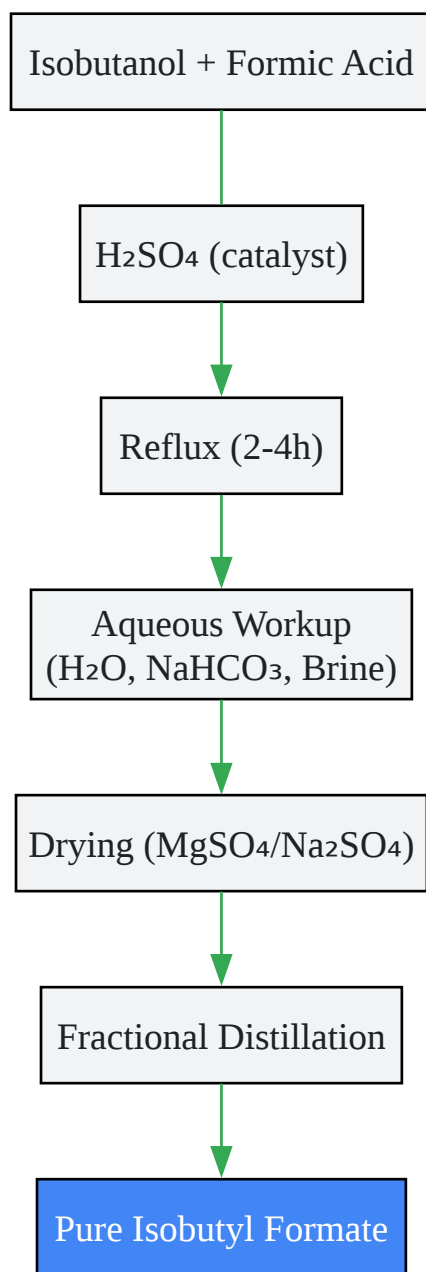 Isobutanol + Formic Acid
H₂SO₄ (catalyst)
Reflux (2-4h)
Aqueous Workup
(H₂O, NaHCO₃, Brine)
Drying (MgSO₄/Na₂SO₄)
Fractional Distillation
Pure Isobutyl Formate